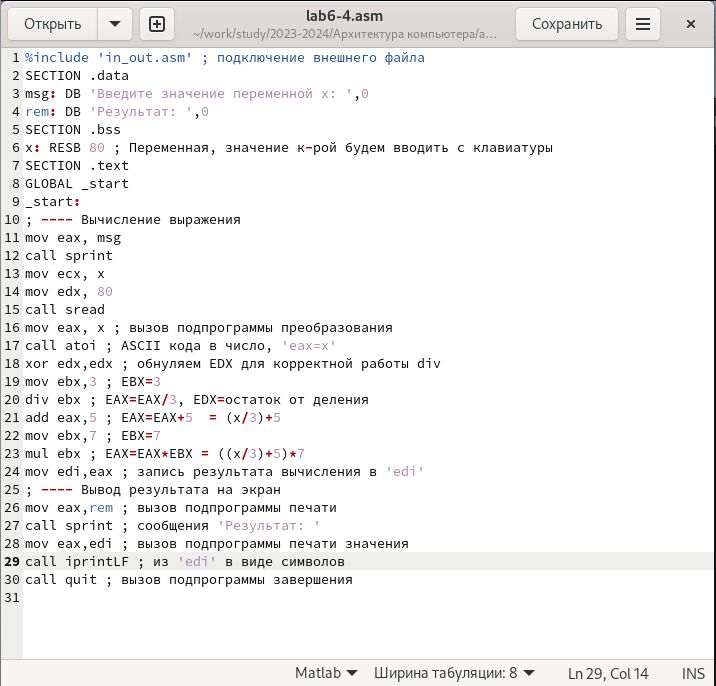 Открыть
lab6-4.asm
~/work/study/2023-2024/Архитектура компьютера/a...
Сохранить
1 %include 'in_out.asm' ; подключение внешнего файла
2 SECTION .data
3 msg: DB 'Введите значение переменной x: ',0
4 rem: DB 'Результат: ',0
5 SECTION .bss
6 x: RESB 80 ; Переменная, значение к-рой будем вводить с клавиатуры
7 SECTION .text
8 GLOBAL _start
9 _start:
10 ; ---- Вычисление выражения
11 mov eax, msg
12 call sprint
13 mov ecx, x
14 mov edx, 80
15 call sread
16 mov eax, x ; вызов подпрограммы преобразования
17 call atoi ; ASCII кода в число, 'eax=x'
18 xor edx,edx ; обнуляем EDX для корректной работы div
19 mov ebx,3 ; EBX=3
20 div ebx ; EAX=EAX/3, EDX=остаток от деления
21 add eax,5 ; EAX=EAX+5  = (x/3)+5
22 mov ebx,7 ; EBX=7
23 mul ebx ; EAX=EAX*EBX = ((x/3)+5)*7
24 mov edi,eax ; запись результата вычисления в 'edi'
25 ; ---- Вывод результата на экран
26 mov eax,rem ; вызов подпрограммы печати
27 call sprint ; сообщения 'Результат: '
28 mov eax,edi ; вызов подпрограммы печати значения
29 call iprintLF ; из 'edi' в виде символов
30 call quit ; вызов подпрограммы завершения
31
Matlab Ширина табуляции: 8 Ln 29, Col 14 INS